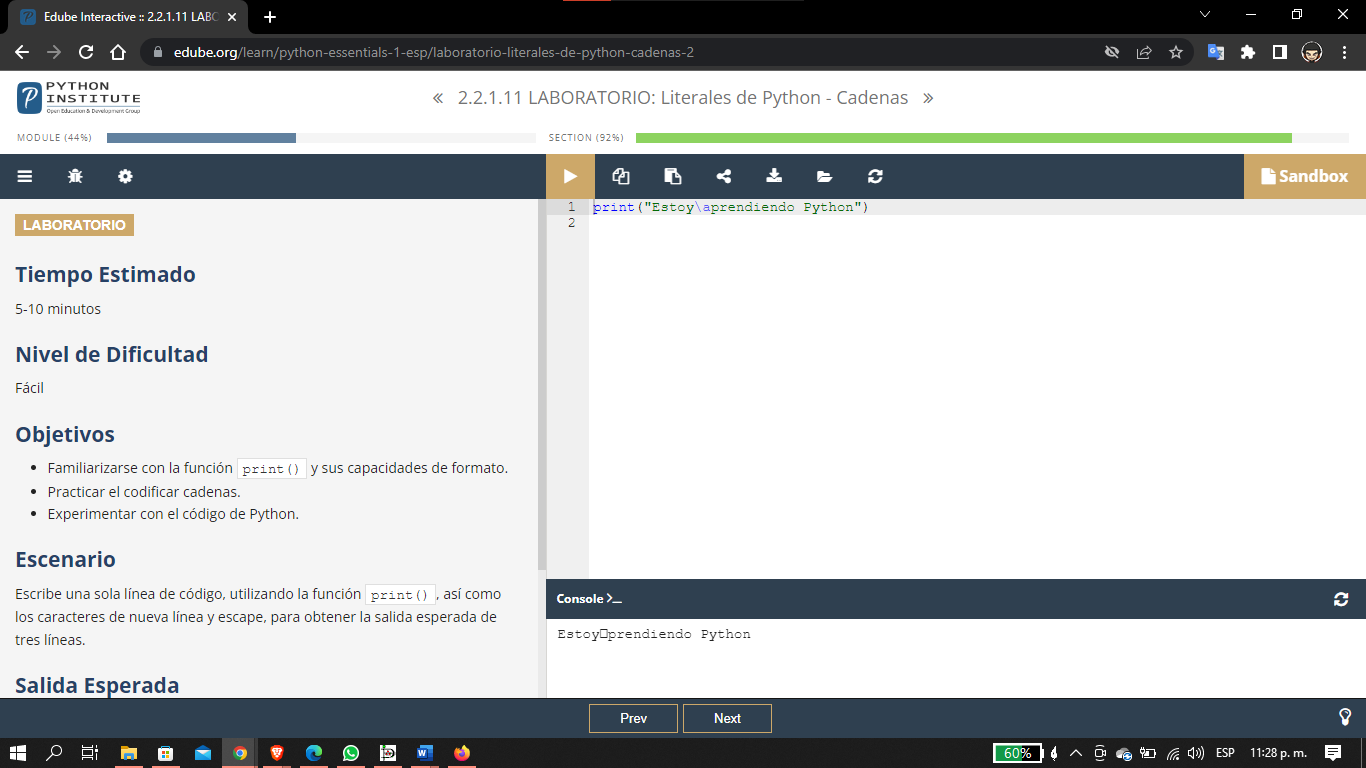 Edube Interactive :: 2.2.1.11 LABO
edube.org/learn/python-essentials-1-esp/laboratorio-literales-de-python-cadenas-2
PYTHON
INSTITUTE
Open Education & Development Group
« 2.2.1.11 LABORATORIO: Literales de Python - Cadenas »
MODULE (44%)
SECTION (92%)
Sandbox
LABORATORIO
Tiempo Estimado
5-10 minutos
Nivel de Dificultad
Fácil
Objetivos
• Familiarizarse con la función print() y sus capacidades de formato.
• Practicar el codificar cadenas.
• Experimentar con el código de Python.
Escenario
Escribe una sola línea de código, utilizando la función print(), así como
los caracteres de nueva línea y escape, para obtener la salida esperada de
tres líneas.
Salida Esperada
1 print("Estoy\aprendiendo Python")
2
Console >_
Estoy□prendiendo Python
Prev
Next
60%
ESP
11:28 p. m.